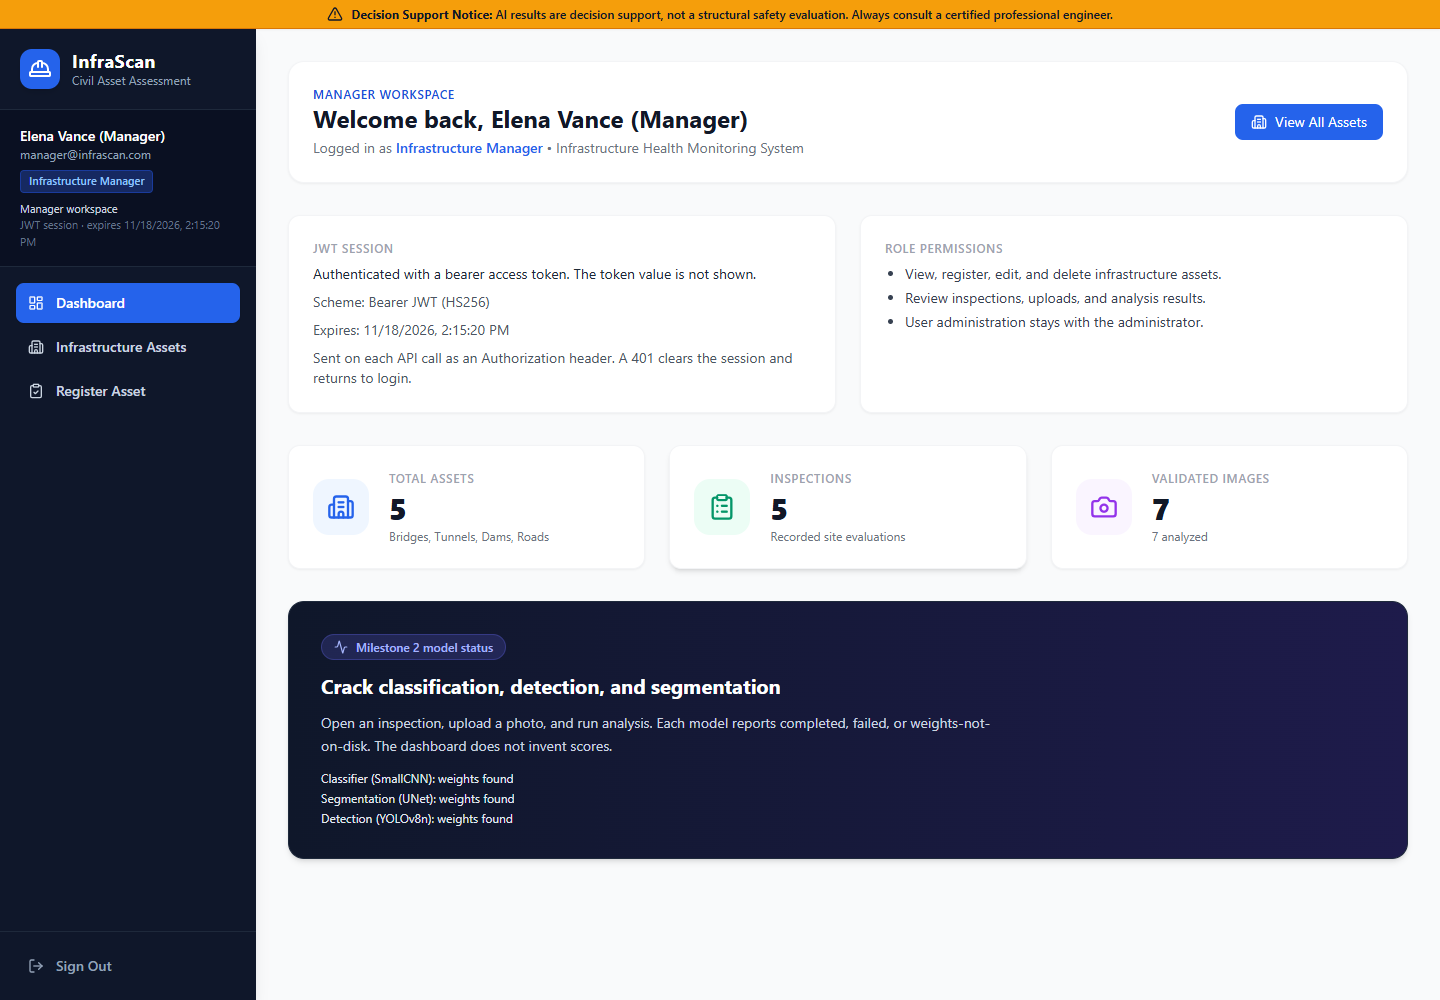 Decision Support Notice: AI results are decision support, not a structural safety evaluation. Always consult a certified professional engineer.
InfraScan
Civil Asset Assessment
Elena Vance (Manager)
manager@infrascan.com
Infrastructure Manager
Manager workspace
JWT session · expires 11/18/2026, 2:15:20
PM
Dashboard
Infrastructure Assets
Register Asset
Sign Out
MANAGER WORKSPACE
Welcome back, Elena Vance (Manager)
Logged in as Infrastructure Manager • Infrastructure Health Monitoring System
View All Assets
JWT SESSION
Authenticated with a bearer access token. The token value is not shown.
Scheme: Bearer JWT (HS256)
Expires: 11/18/2026, 2:15:20 PM
Sent on each API call as an Authorization header. A 401 clears the session and
returns to login.
ROLE PERMISSIONS
• View, register, edit, and delete infrastructure assets.
• Review inspections, uploads, and analysis results.
• User administration stays with the administrator.
TOTAL ASSETS
5
Bridges, Tunnels, Dams, Roads
INSPECTIONS
5
Recorded site evaluations
VALIDATED IMAGES
7
7 analyzed
Milestone 2 model status
Crack classification, detection, and segmentation
Open an inspection, upload a photo, and run analysis. Each model reports completed, failed, or weights-not-
on-disk. The dashboard does not invent scores.
Classifier (SmallCNN): weights found
Segmentation (UNet): weights found
Detection (YOLOv8n): weights found